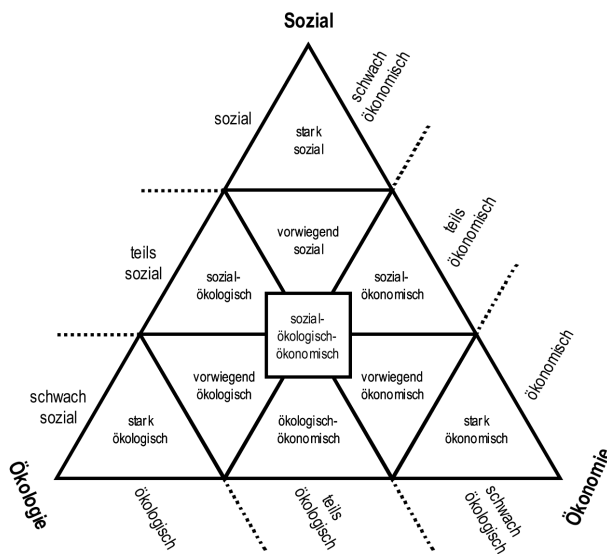 Sozial
schwach
ökonomisch
sozial
stark
sozial
teils
ökonomisch
vorwiegend
sozial
teils
sozial
sozial-
ökologisch
sozial-
ökonomisch
sozial-
ökologisch-
ökonomisch
ökonomisch
schwach
sozial
vorwiegend
ökologisch
vorwiegend
ökonomisch
stark
ökologisch
ökologisch-
ökonomisch
stark
ökonomisch
Ökologie
ökologisch
teils
ökologisch
schwach
ökologisch
Ökonomie